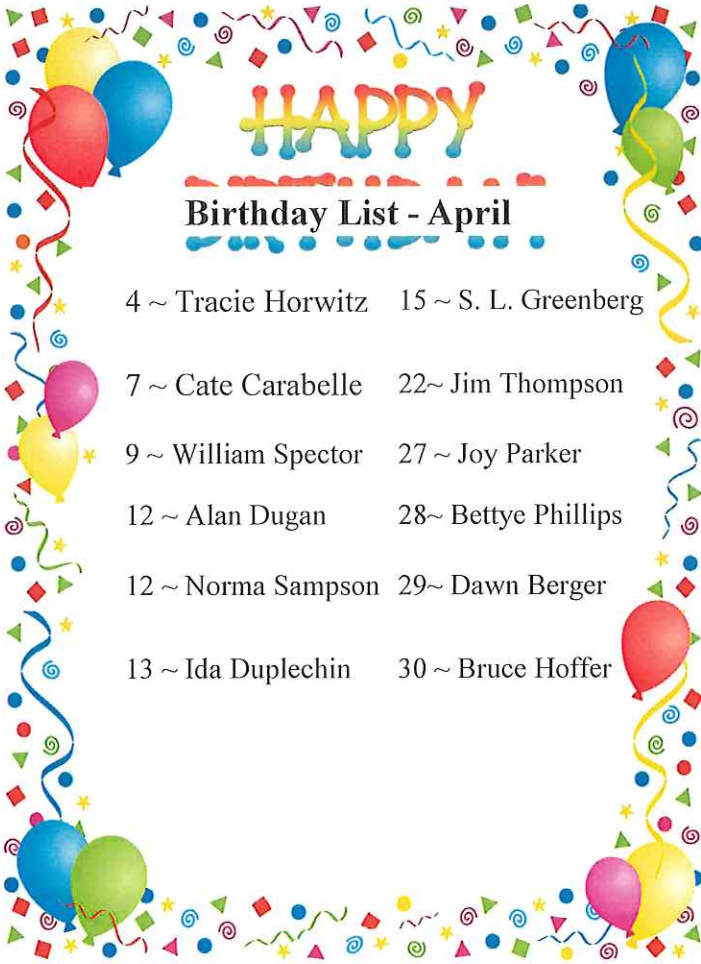 HAPPY
Birthday List - April
4 ~ Tracie Horwitz
7 ~ Cate Carabelle
9 ~ William Spector
12 ~ Alan Dugan
12 ~ Norma Sampson
13 ~ Ida Duplechin
15 ~ S. L. Greenberg
22~ Jim Thompson
27 ~ Joy Parker
28~ Bettye Phillips
29~ Dawn Berger
30 ~ Bruce Hoffer